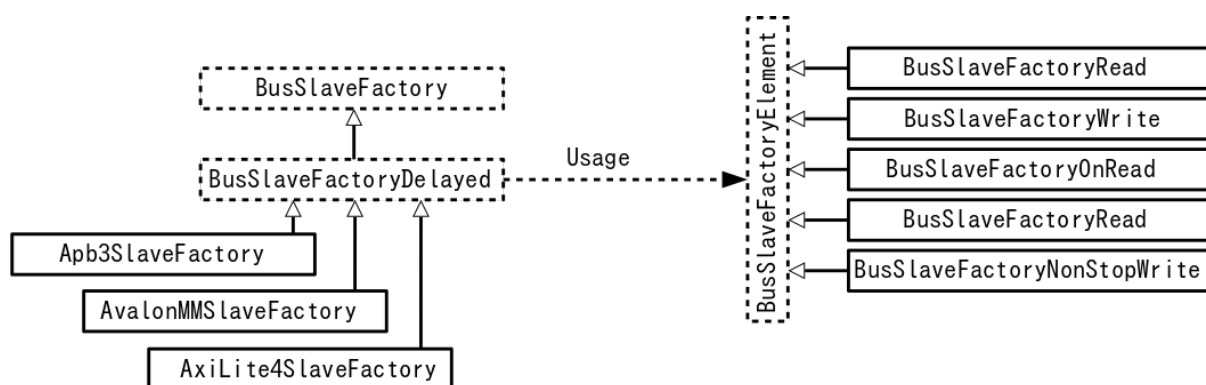 BusSlaveFactory
BusSlaveFactoryDelayed
Apb3SlaveFactory
AvalonMMSlaveFactory
AxiLite4SlaveFactory
Usage
BusSlaveFactoryElement
BusSlaveFactoryRead
BusSlaveFactoryWrite
BusSlaveFactoryOnRead
BusSlaveFactoryRead
BusSlaveFactoryNonStopWrite